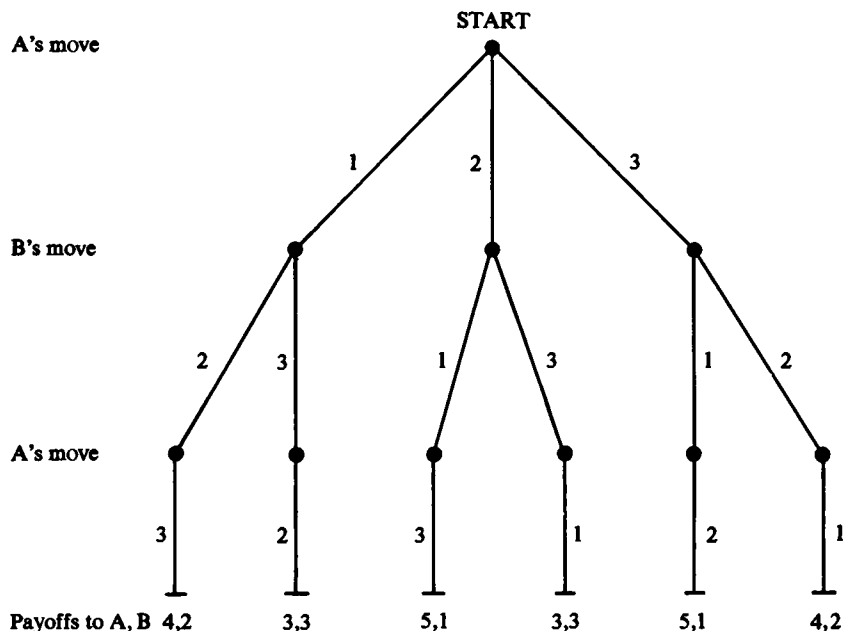 START
A's move
1 2 3
B's move
2 3 1 3 1 2
A's move
3 2 3 1 2 1
Payoffs to A, B 4,2 3,3 5,1 3,3 5,1 4,2